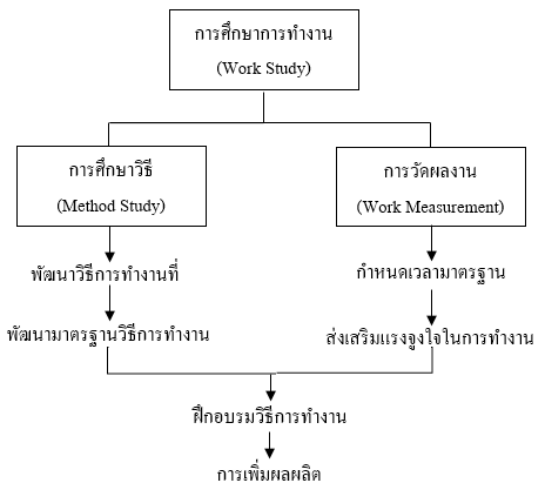 การศึกษาการทำงาน
(Work Study)
การศึกษาวิธี
(Method Study)
การวัดผลงาน
(Work Measurement)
พัฒนาวิธีการทำงานที่
กำหนดเวลามาตรฐาน
พัฒนามาตรฐานวิธีการทำงาน
ส่งเสริมแรงจูงใจในการทำงาน
ฝึกอบรมวิธีการทำงาน
การเพิ่มผลผลิต